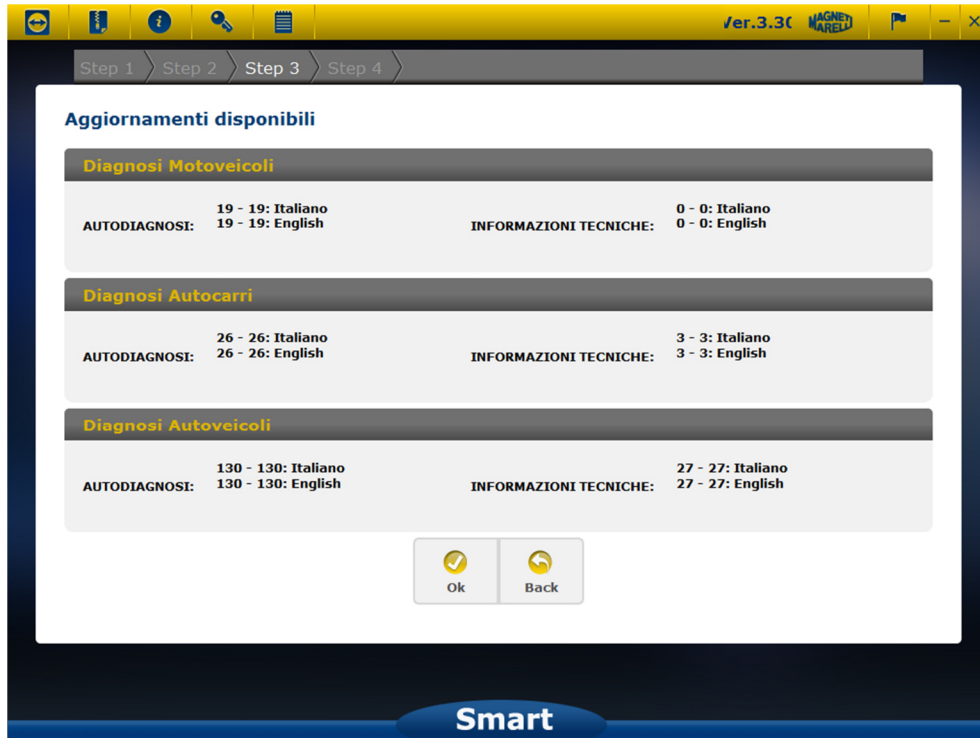 Ver.3.3(
MAGNETI
MARELLI
Step 1
Step 2
Step 3
Step 4
Aggiornamenti disponibili
Diagnosi Motoveicoli
AUTODIAGNOSI:
19 - 19: Italiano
19 - 19: English
INFORMAZIONI TECNICHE:
0 - 0: Italiano
0 - 0: English
Diagnosi Autocarri
AUTODIAGNOSI:
26 - 26: Italiano
26 - 26: English
INFORMAZIONI TECNICHE:
3 - 3: Italiano
3 - 3: English
Diagnosi Autoveicoli
AUTODIAGNOSI:
130 - 130: Italiano
130 - 130: English
INFORMAZIONI TECNICHE:
27 - 27: Italiano
27 - 27: English
Ok
Back
Smart